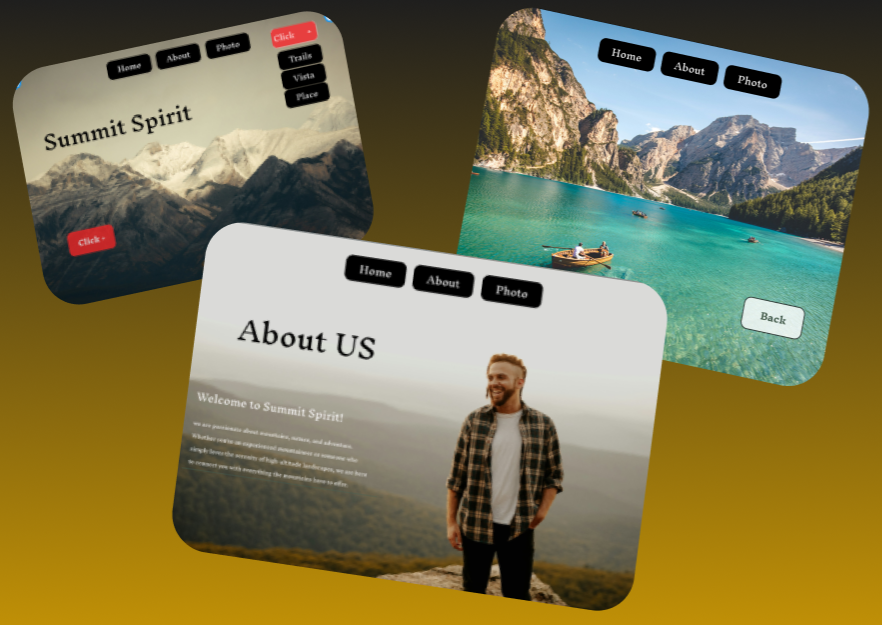 Home About Photo
Click -
Trails
Vista
Place
Summit Spirit
Click -
Home About Photo
Back
Home About Photo
About US
Welcome to Summit Spirit!
we are passionate about mountains, nature, and adventure.
Whether you're an experienced mountaineer or someone who
simply loves the serenity of high-altitude landscapes, we are here
to connect you with everything the mountains have to offer.